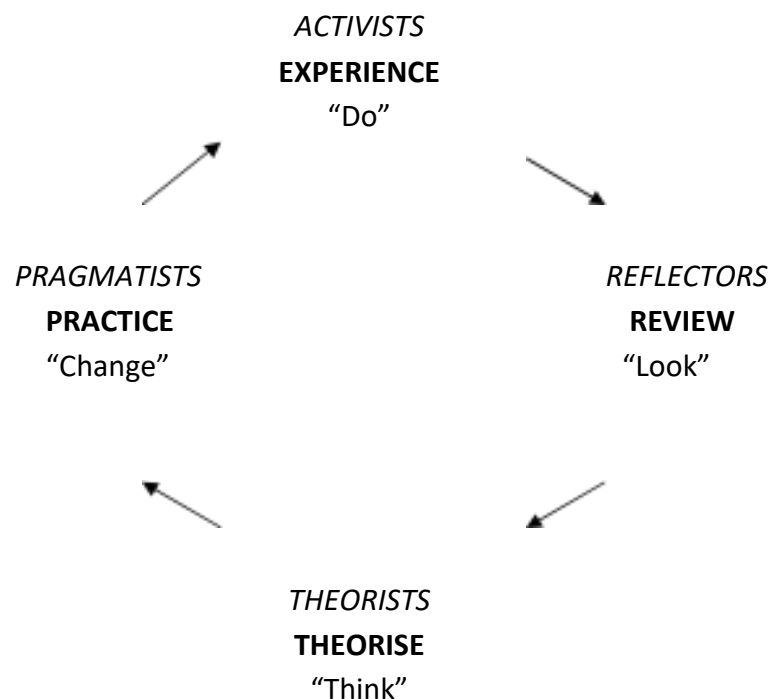 ACTIVISTS
EXPERIENCE
“Do”
PRAGMATISTS
PRACTICE
“Change”
REFLECTORS
REVIEW
“Look”
THEORISTS
THEORISE
“Think”